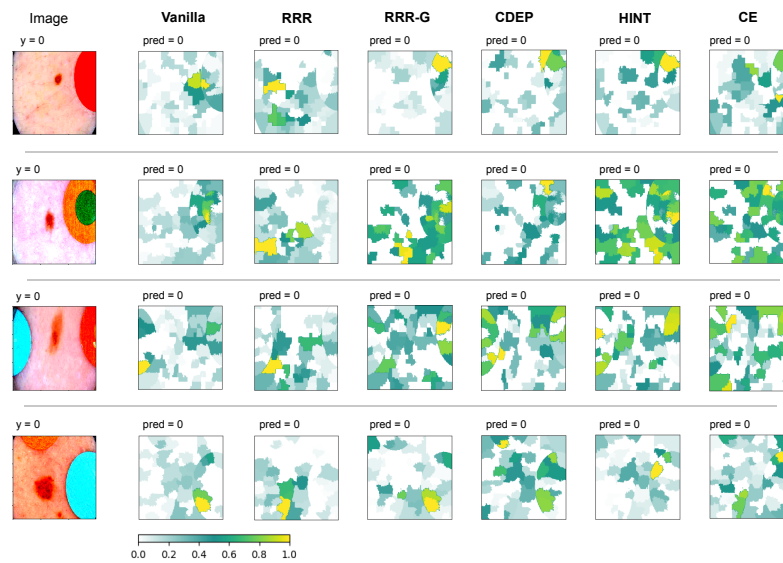 Image Vanilla RRR RRR-G CDEP HINT CE
y = 0 pred = 0 pred = 0 pred = 0 pred = 0 pred = 0 pred = 0
y = 0 pred = 0 pred = 0 pred = 0 pred = 0 pred = 0 pred = 0
y = 0 pred = 0 pred = 0 pred = 0 pred = 0 pred = 0 pred = 0
y = 0 pred = 0 pred = 0 pred = 0 pred = 0 pred = 0 pred = 0
0.0 0.2 0.4 0.6 0.8 1.0